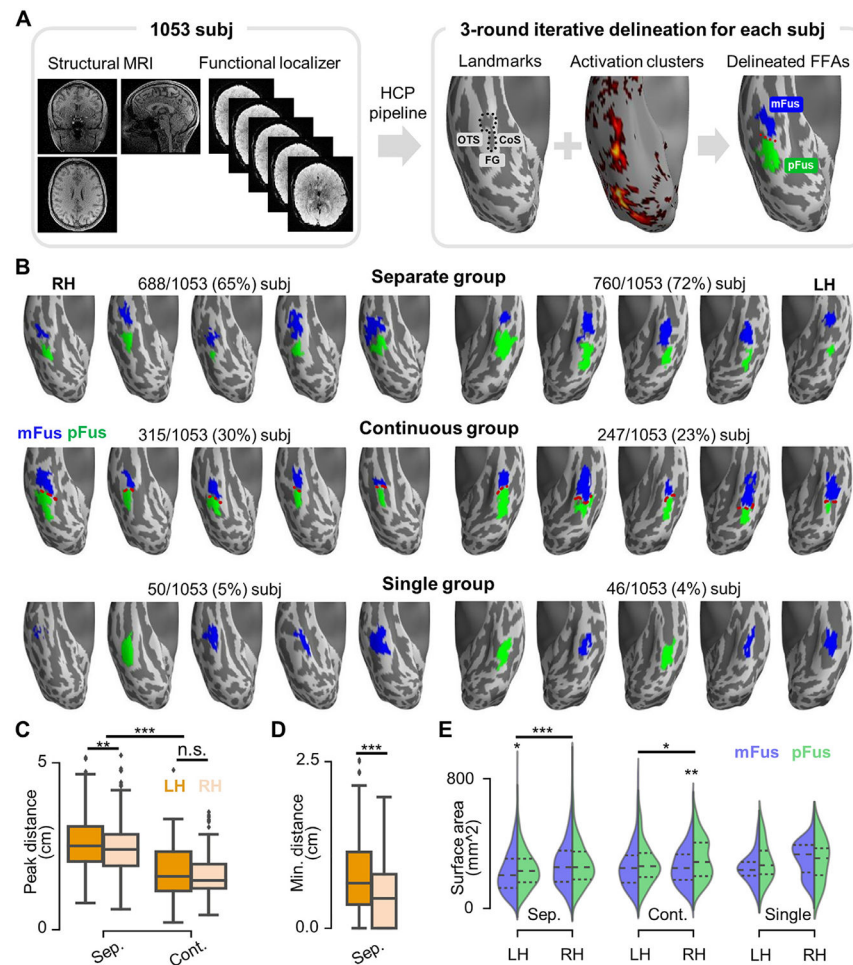 A
1053 subj
3-round iterative delineation for each subj
Structural MRI
Functional localizer
HCP
pipeline
Landmarks
Activation clusters
Delineated FFAs
OTS
CoS
FG
mFus
pFus
B
RH
688/1053 (65%) subj
Separate group
760/1053 (72%) subj
LH
mFus pFus
315/1053 (30%) subj
Continuous group
247/1053 (23%) subj
50/1053 (5%) subj
Single group
46/1053 (4%) subj
C
Peak distance
(cm)
5
0
**
***
n.s.
LH
RH
Sep.
Cont.
D
Min. distance
(cm)
2.5
0.0
***
Sep.
E
Surface area
(mm^2)
800
0
*
***
*
**
mFus
pFus
Sep.
Cont.
Single
LH
RH
LH
RH
LH
RH